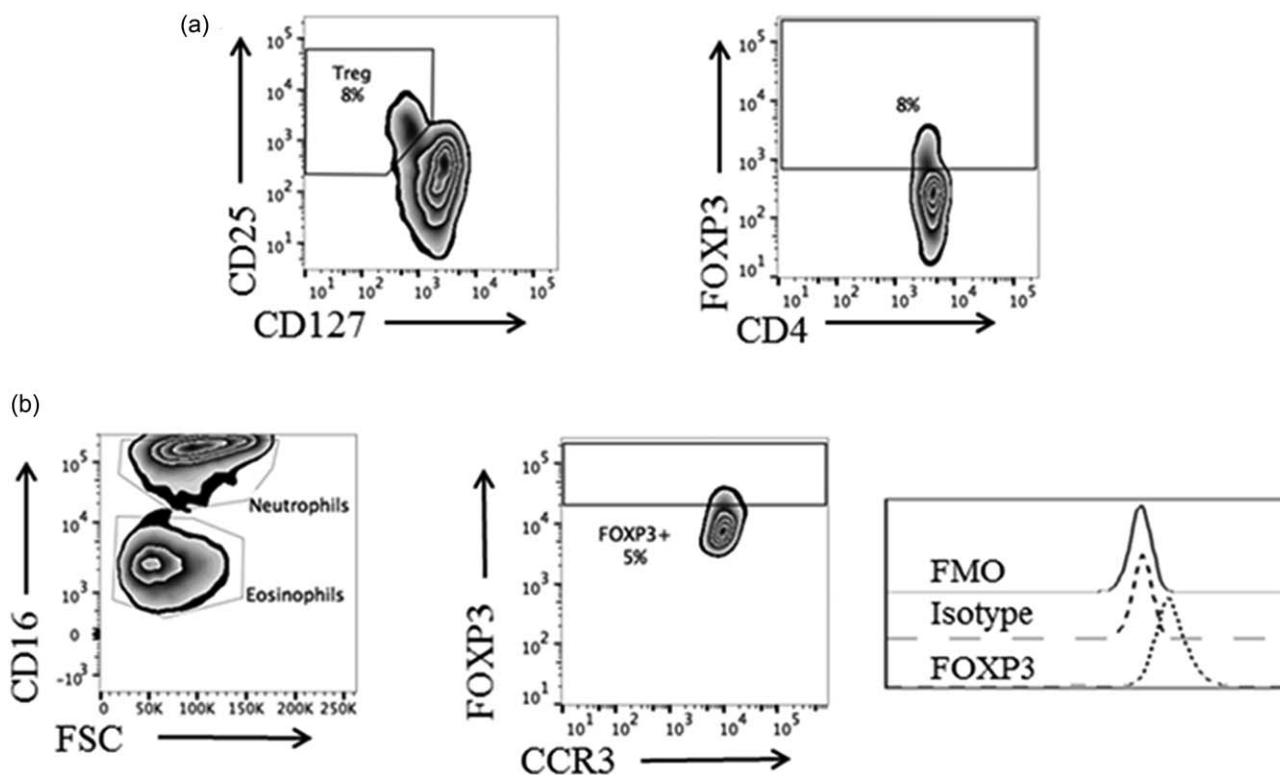 (a)
CD25
10⁵
10⁴
10³
10²
10¹
Treg
8%
10¹ 10² 10³ 10⁴ 10⁵
CD127
FOXP3
10⁵
10⁴
10³
10²
10¹
8%
10¹ 10² 10³ 10⁴ 10⁵
CD4
(b)
CD16
10⁵
10⁴
10³
0
-10³
Neutrophils
Eosinophils
0 50K 100K 150K 200K 250K
FSC
FOXP3
10⁵
10⁴
10³
10²
10¹
FOXP3+
5%
10¹ 10² 10³ 10⁴ 10⁵
CCR3
FMO
Isotype
FOXP3